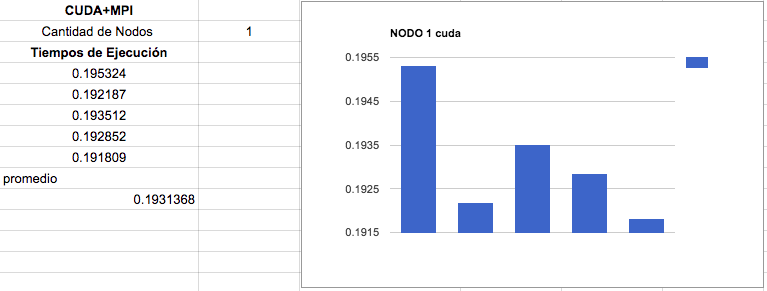 CUDA+MPI
Cantidad de Nodos 1
Tiempos de Ejecución
0.195324
0.192187
0.193512
0.192852
0.191809
promedio
0.1931368
NODO 1 cuda
0.1955
0.1945
0.1935
0.1925
0.1915